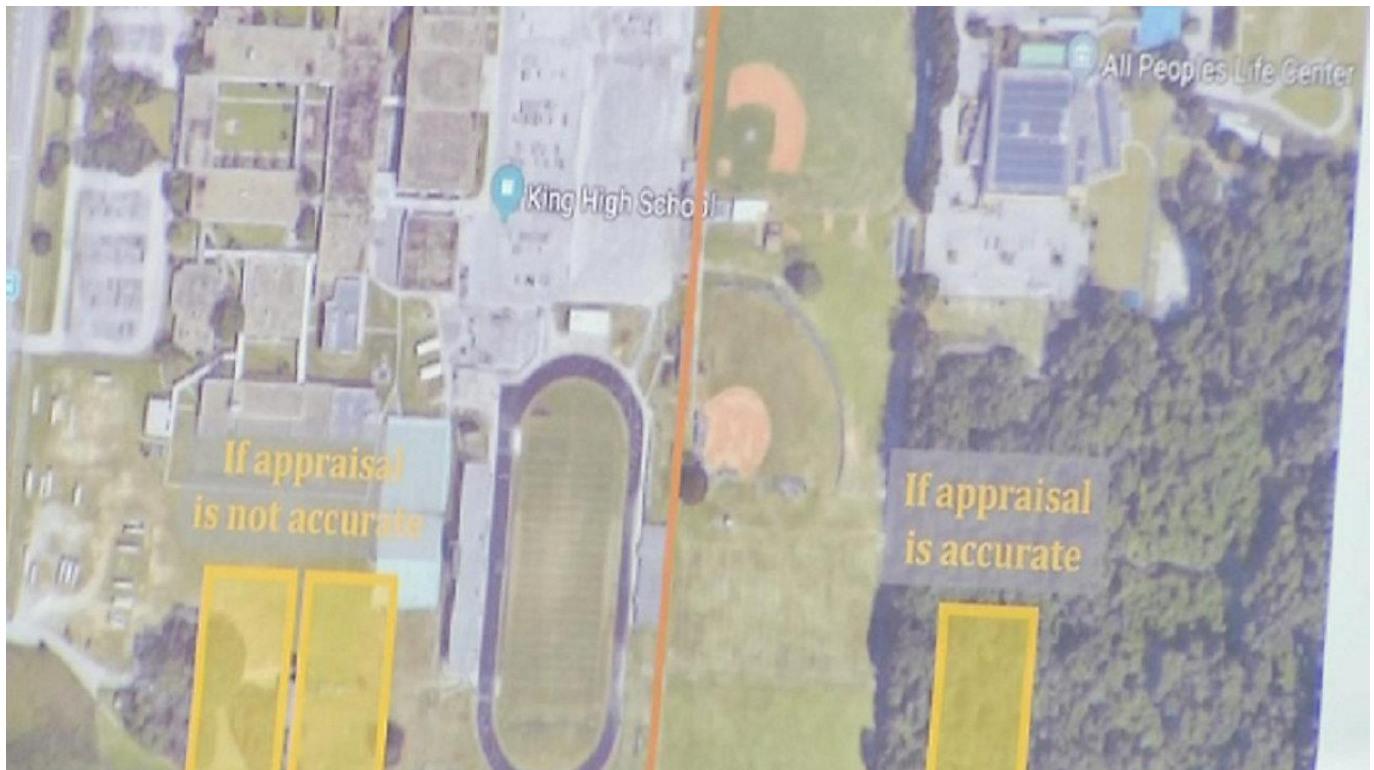 All Peoples Life Center
King High School
If appraisal
is not accurate
If appraisal
is accurate